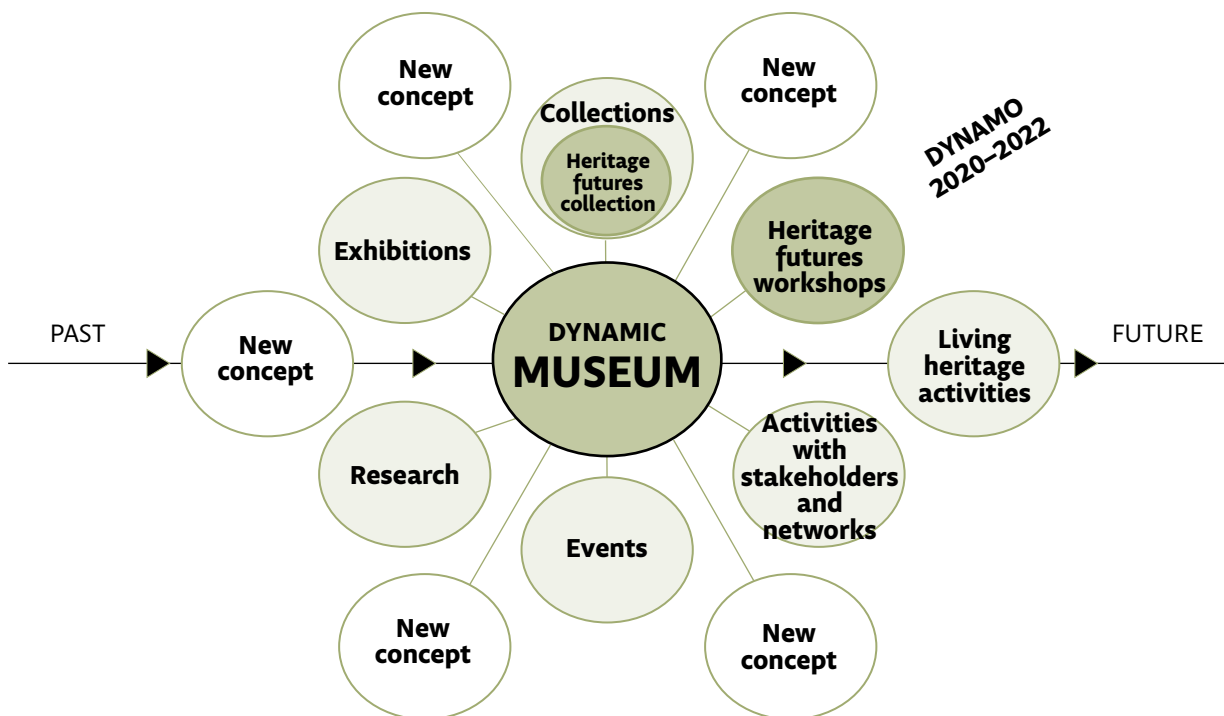 New
concept
New
concept
Collections
Heritage
futures
collection
DYNAMO
2020–2022
Exhibitions
Heritage
futures
workshops
PAST
New
concept
DYNAMIC
MUSEUM
Living
heritage
activities
FUTURE
Research
Events
Activities
with
stakeholders
and
networks
New
concept
New
concept